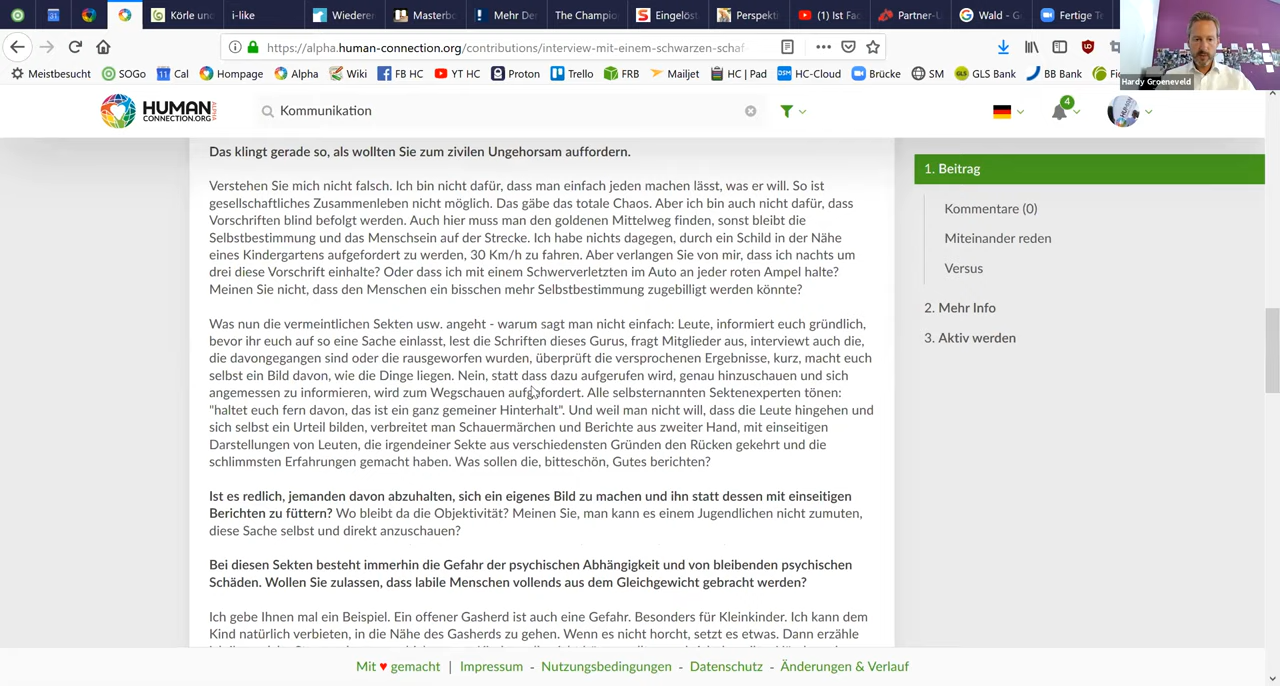 Körle und
i-like
Wiederer
Masterbo
Mehr Der
The Champio
Eingelöst
Perspekti
(1) Ist Fac
Partner-U
Wald - Go
Fertige Te
https://alpha.human-connection.org/contributions/interview-mit-einem-schwarzen-schaf-
Meistbesucht
SOGo
11 Cal
Hompage
Alpha
Wiki
FB HC
YT HC
Proton
Trello
FRB
Mailjet
HC | Pad
DSM HC-Cloud
Brücke
SM
GLS GLS Bank
BB Bank
Hardy Groeneveld
HUMAN
CONNECTION.ORG
ALPHA
Kommunikation
4
Das klingt gerade so, als wollten Sie zum zivilen Ungehorsam auffordern.
Verstehen Sie mich nicht falsch. Ich bin nicht dafür, dass man einfach jeden machen lässt, was er will. So ist
gesellschaftliches Zusammenleben nicht möglich. Das gäbe das totale Chaos. Aber ich bin auch nicht dafür, dass
Vorschriften blind befolgt werden. Auch hier muss man den goldenen Mittelweg finden, sonst bleibt die
Selbstbestimmung und das Menschsein auf der Strecke. Ich habe nichts dagegen, durch ein Schild in der Nähe
eines Kindergartens aufgefordert zu werden, 30 Km/h zu fahren. Aber verlangen Sie von mir, dass ich nachts um
drei diese Vorschrift einhalte? Oder dass ich mit einem Schwerverletzten im Auto an jeder roten Ampel halte?
Meinen Sie nicht, dass den Menschen ein bisschen mehr Selbstbestimmung zugebilligt werden könnte?
Was nun die vermeintlichen Sekten usw. angeht - warum sagt man nicht einfach: Leute, informiert euch gründlich,
bevor ihr euch auf so eine Sache einlasst, lest die Schriften dieses Gurus, fragt Mitglieder aus, interviewt auch die,
die davongegangen sind oder die rausgeworfen wurden, überprüft die versprochenen Ergebnisse, kurz, macht euch
selbst ein Bild davon, wie die Dinge liegen. Nein, statt dass dazu aufgerufen wird, genau hinzuschauen und sich
angemessen zu informieren, wird zum Wegschauen aufgefordert. Alle selbsternannten Sektenexperten tönen:
"haltet euch fern davon, das ist ein ganz gemeiner Hinterhalt". Und weil man nicht will, dass die Leute hingehen und
sich selbst ein Urteil bilden, verbreitet man Schauermärchen und Berichte aus zweiter Hand, mit einseitigen
Darstellungen von Leuten, die irgendeiner Sekte aus verschiedensten Gründen den Rücken gekehrt und die
schlimmsten Erfahrungen gemacht haben. Was sollen die, bitteschön, Gutes berichten?
Ist es redlich, jemanden davon abzuhalten, sich ein eigenes Bild zu machen und ihn statt dessen mit einseitigen
Berichten zu füttern? Wo bleibt da die Objektivität? Meinen Sie, man kann es einem Jugendlichen nicht zumuten,
diese Sache selbst und direkt anzuschauen?
Bei diesen Sekten besteht immerhin die Gefahr der psychischen Abhängigkeit und von bleibenden psychischen
Schäden. Wollen Sie zulassen, dass labile Menschen vollends aus dem Gleichgewicht gebracht werden?
Ich gebe Ihnen mal ein Beispiel. Ein offener Gasherd ist auch eine Gefahr. Besonders für Kleinkinder. Ich kann dem
Kind natürlich verbieten, in die Nähe des Gasherds zu gehen. Wenn es nicht horcht, setzt es etwas. Dann erzähle
1. Beitrag
Kommentare (0)
Miteinander reden
Versus
2. Mehr Info
3. Aktiv werden
Mit ♥ gemacht | Impressum - Nutzungsbedingungen - Datenschutz - Änderungen & Verlauf